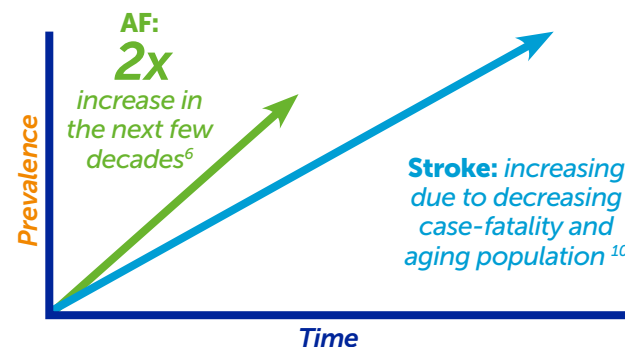 AF:
2x
increase in
the next few
decades⁶
Prevalence
Stroke: increasing
due to decreasing
case-fatality and
aging population ¹⁰
Time